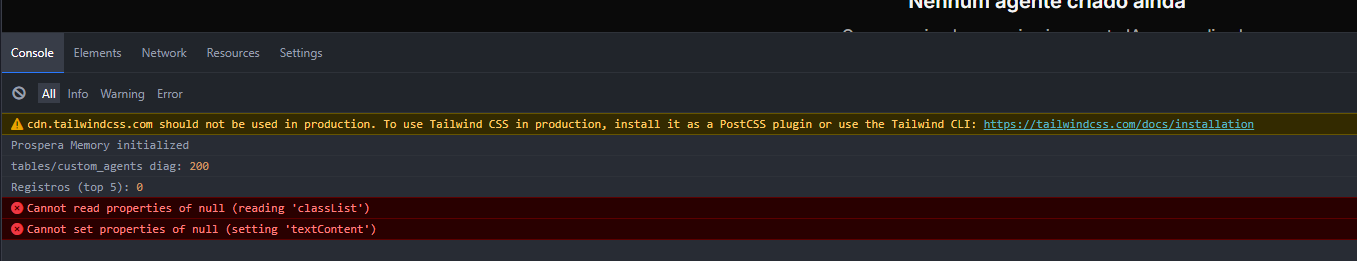 Nenhum agente criado ainda
Console Elements Network Resources Settings
All Info Warning Error
cdn.tailwindcss.com should not be used in production. To use Tailwind CSS in production, install it as a PostCSS plugin or use the Tailwind CLI: https://tailwindcss.com/docs/installation
Prospera Memory initialized
tables/custom_agents diag: 200
Registros (top 5): 0
Cannot read properties of null (reading 'classList')
Cannot set properties of null (setting 'textContent')